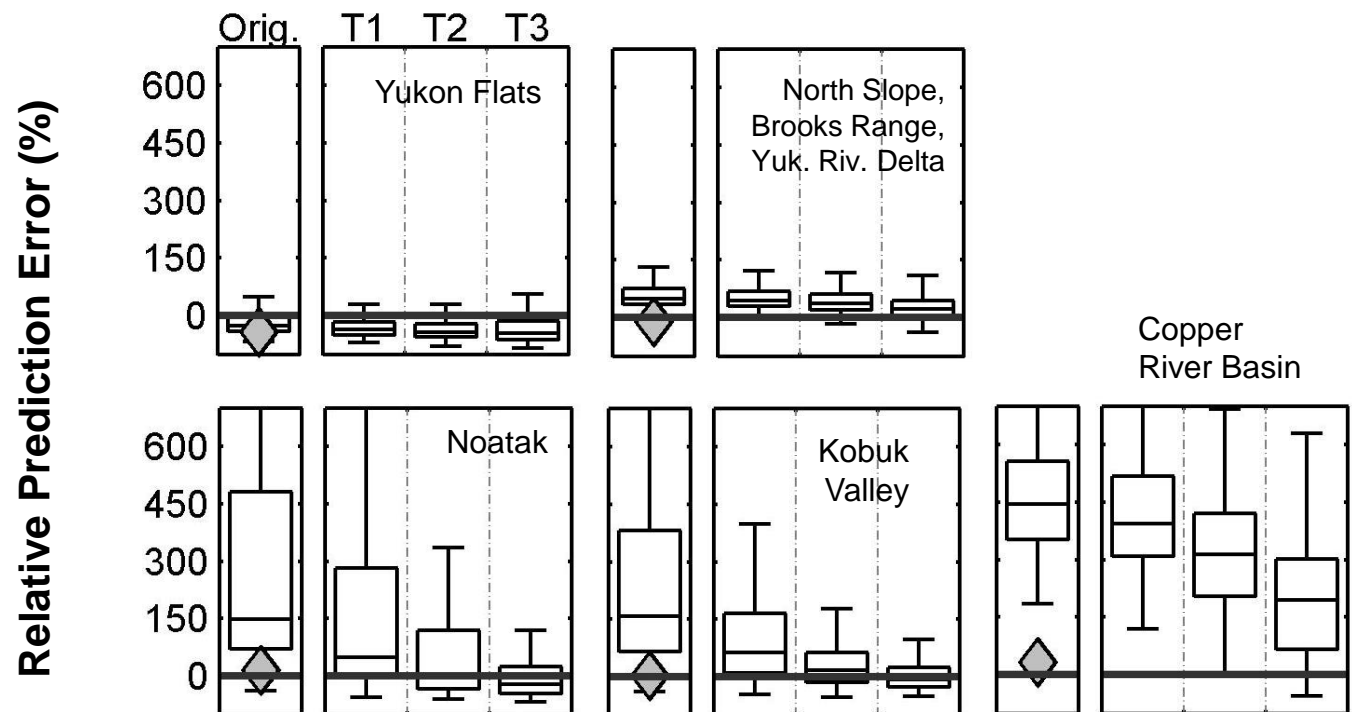 Relative Prediction Error (%)
Orig. T1 T2 T3
600
450
300
150
0
Yukon Flats
North Slope,
Brooks Range,
Yuk. Riv. Delta
600
450
300
150
0
Noatak
Kobuk
Valley
Copper
River Basin